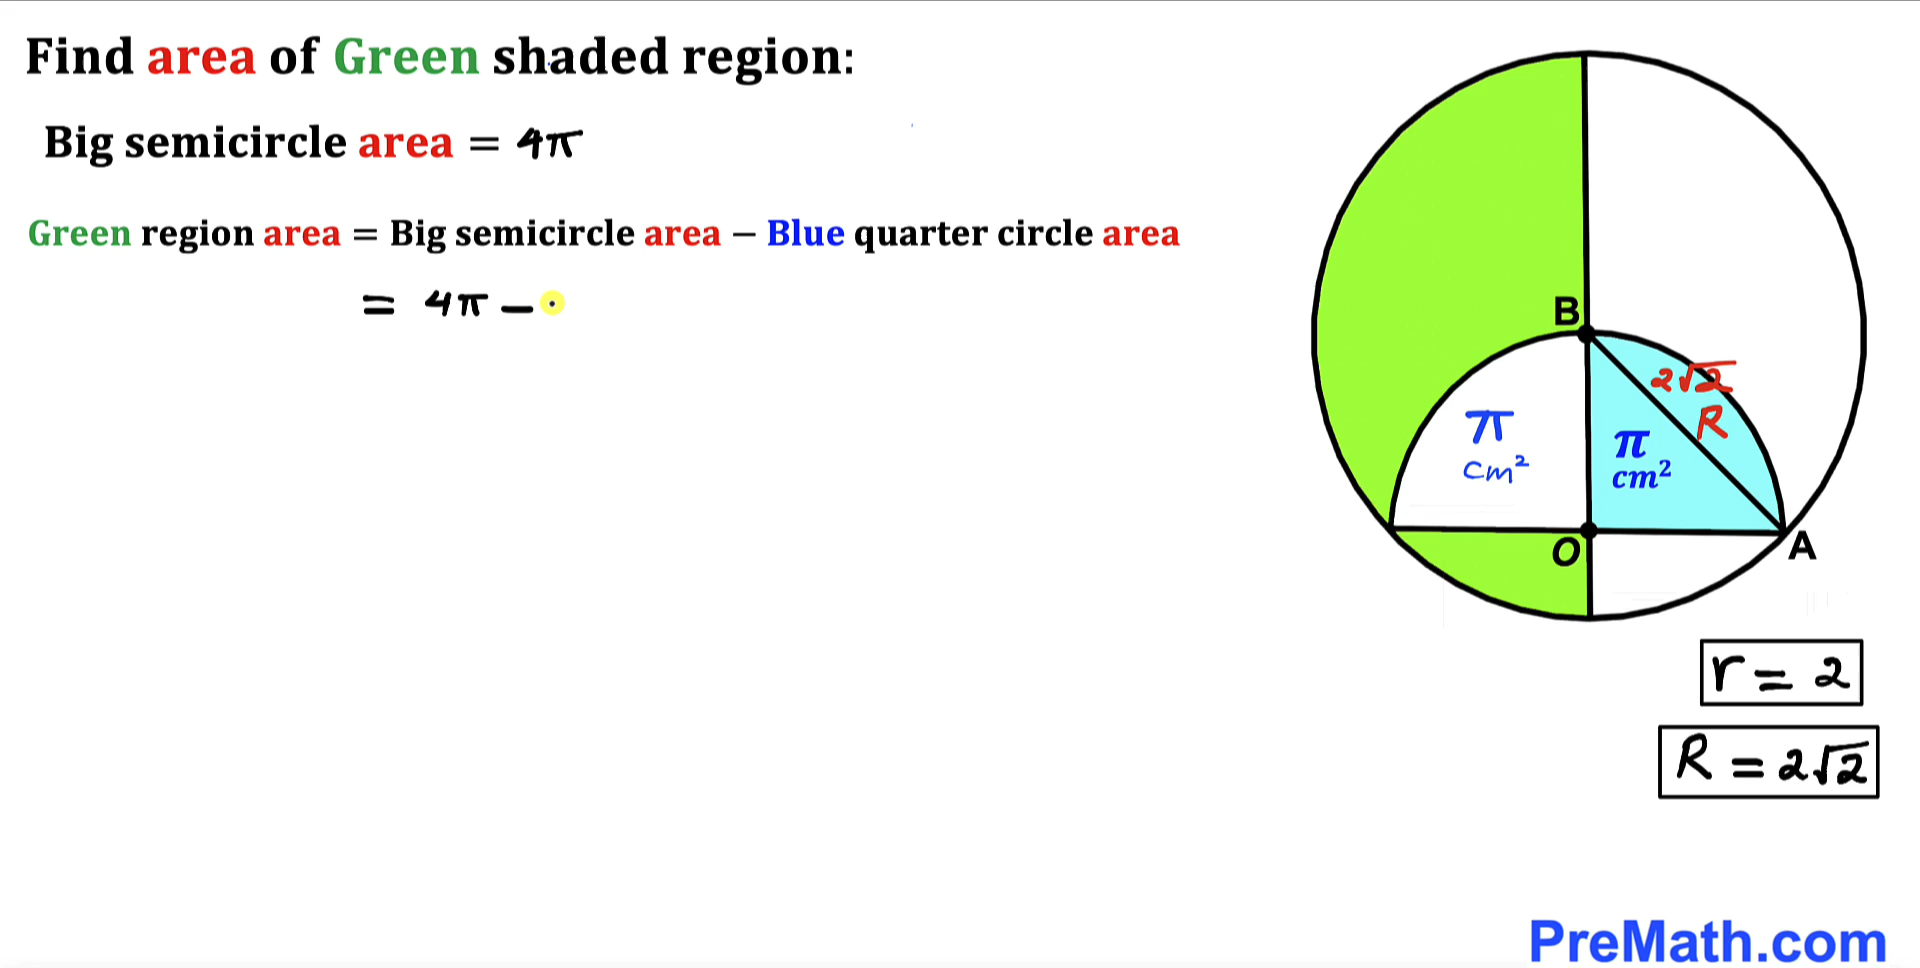 Find area of Green shaded region:
Big semicircle area = 4π
Green region area = Big semicircle area − Blue quarter circle area
= 4π −
B
2√2
R
π
cm²
π
cm²
O
A
r = 2
R = 2√2
PreMath.com